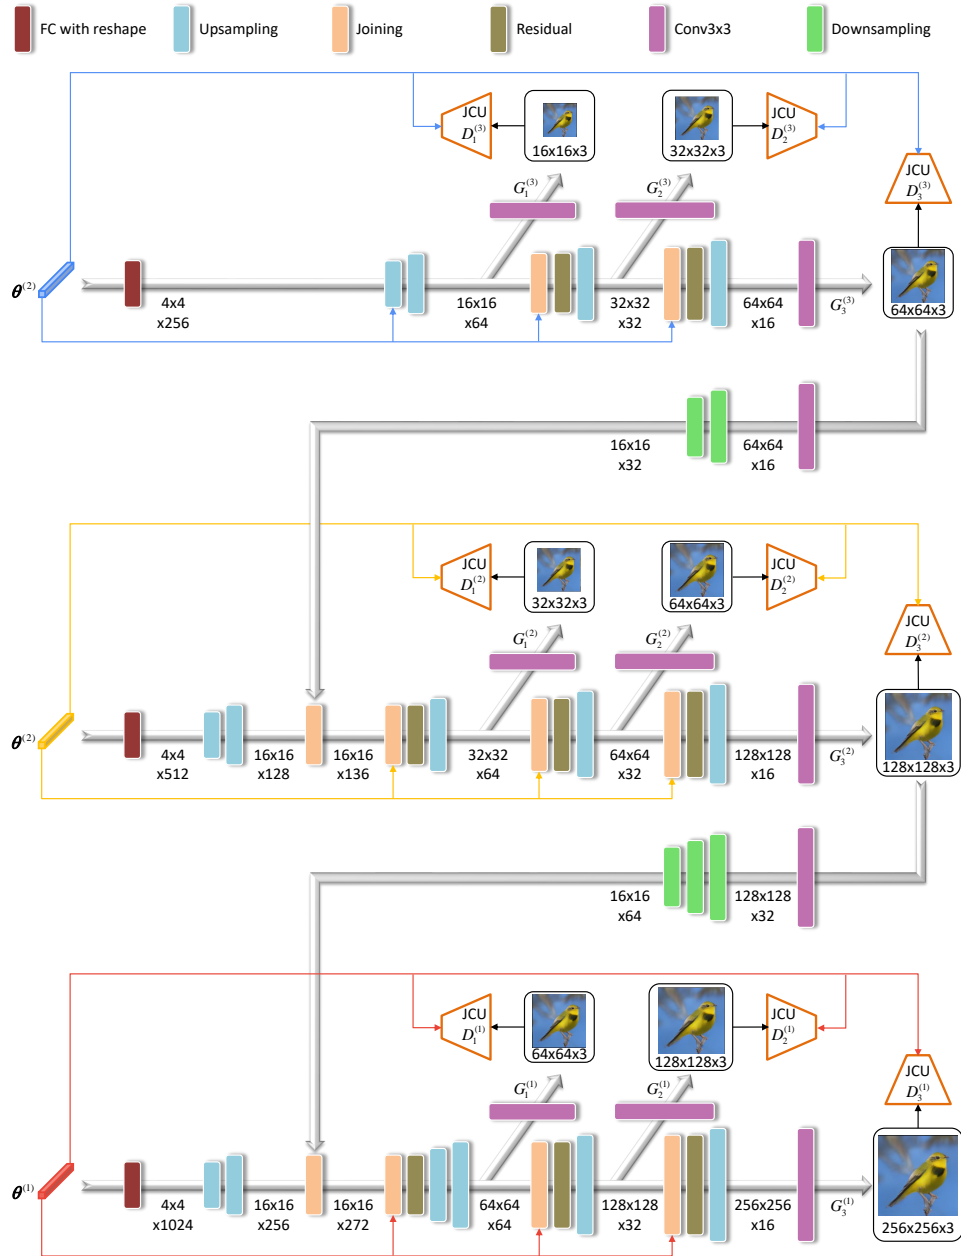 FC with reshape Upsampling Joining Residual Conv3x3 Downsampling
JCU
D₁⁽³⁾
16x16x3
32x32x3
JCU
D₂⁽³⁾
JCU
D₃⁽³⁾
G₁⁽³⁾
G₂⁽³⁾
θ⁽²⁾
4x4
x256
16x16
x64
32x32
x32
64x64
x16
G₃⁽³⁾
64x64x3
16x16
x32
64x64
x16
JCU
D₁⁽²⁾
32x32x3
64x64x3
JCU
D₂⁽²⁾
JCU
D₃⁽²⁾
G₁⁽²⁾
G₂⁽²⁾
θ⁽²⁾
4x4
x512
16x16
x128
16x16
x136
32x32
x64
64x64
x32
128x128
x16
G₃⁽²⁾
128x128x3
16x16
x64
128x128
x32
JCU
D₁⁽¹⁾
64x64x3
128x128x3
JCU
D₂⁽¹⁾
JCU
D₃⁽¹⁾
G₁⁽¹⁾
G₂⁽¹⁾
θ⁽¹⁾
4x4
x1024
16x16
x256
16x16
x272
64x64
x64
128x128
x32
256x256
x16
G₃⁽¹⁾
256x256x3